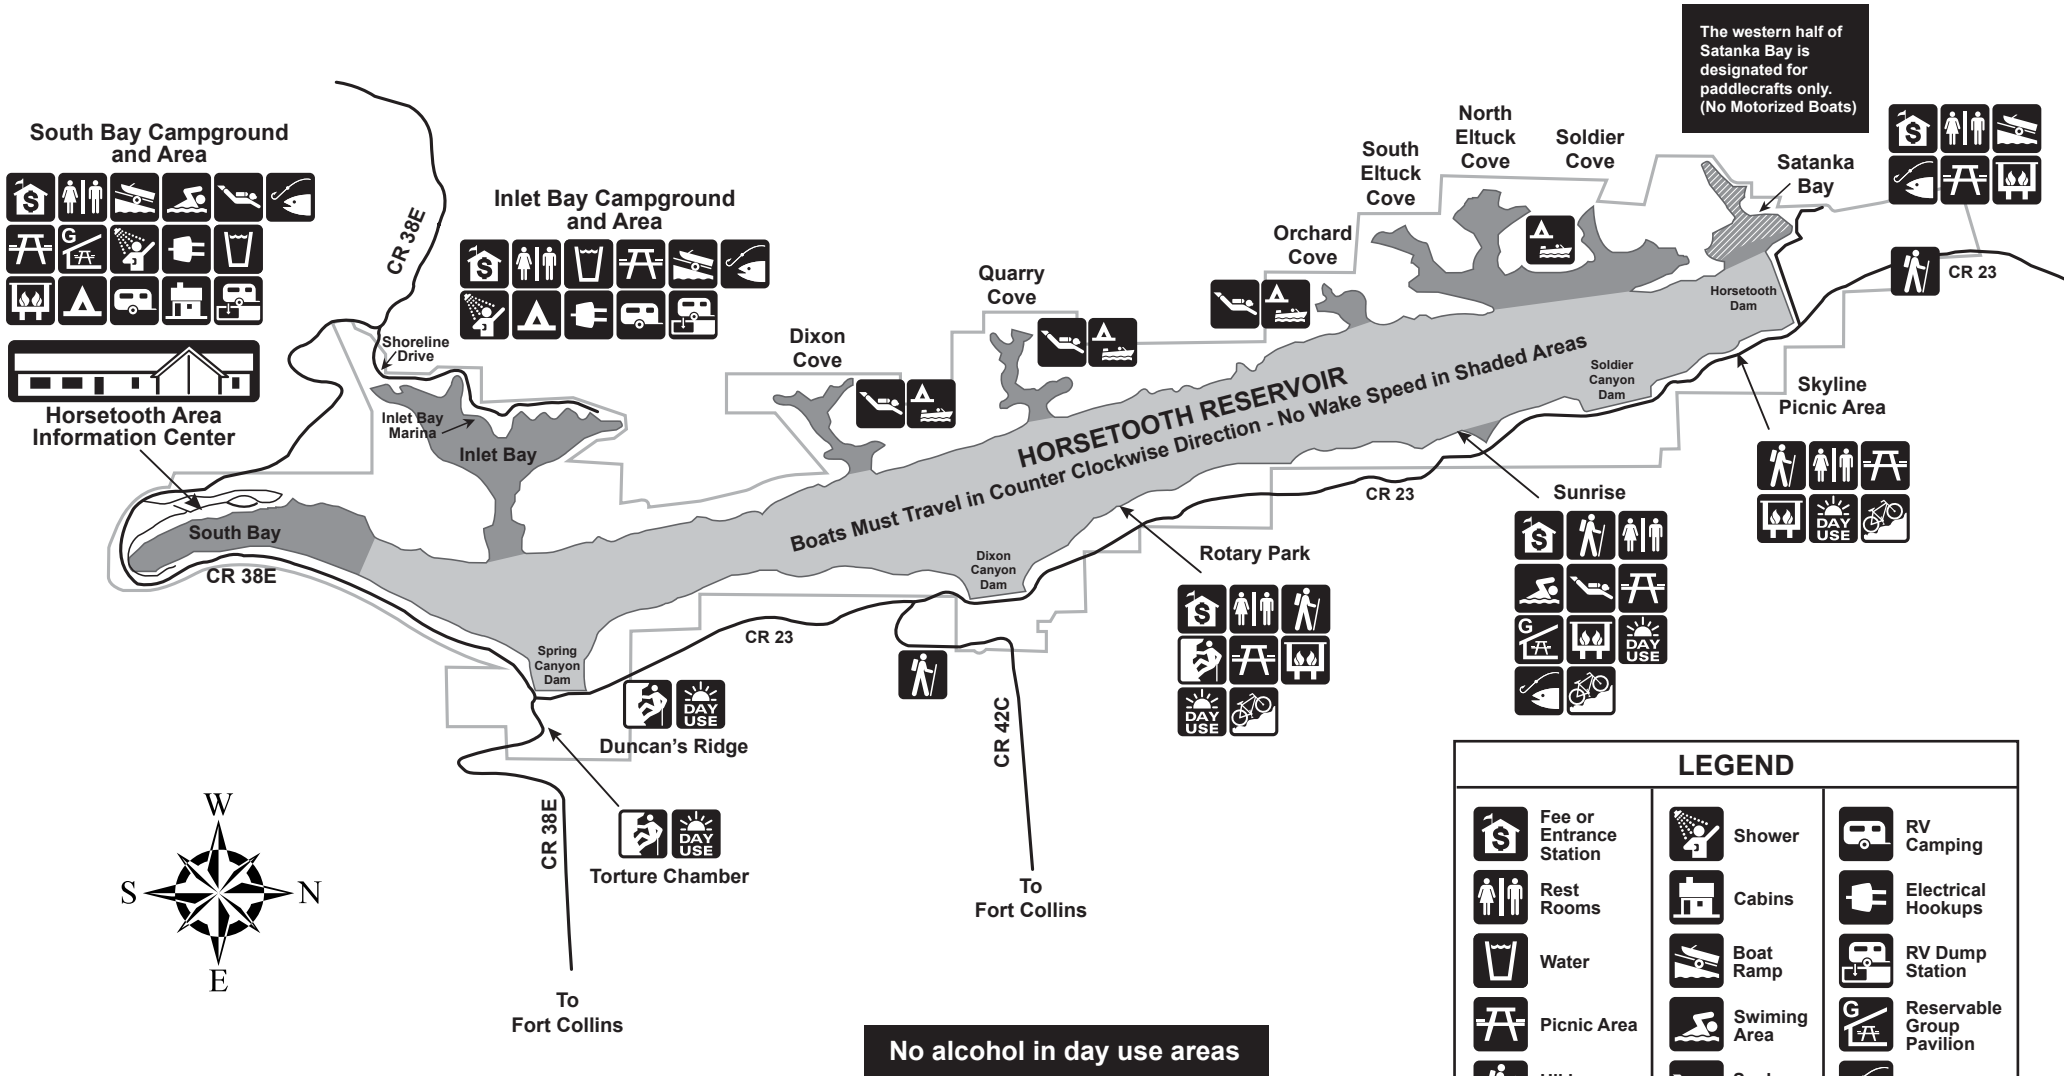 The western half of
Satanka Bay is
designated for
paddlecrafts only.
(No Motorized Boats)
South Bay Campground
and Area
$
G
Inlet Bay Campground
and Area
$
CR 38E
Shoreline
Drive
Horsetooth Area
Information Center
Inlet Bay
Marina
Inlet Bay
South Bay
CR 38E
Dixon
Cove
Quarry
Cove
Orchard
Cove
South
Eltuck
Cove
North
Eltuck
Cove
Soldier
Cove
Satanka
Bay
$
CR 23
Horsetooth
Dam
Soldier
Canyon
Dam
HORSETOOTH RESERVOIR
Boats Must Travel in Counter Clockwise Direction - No Wake Speed in Shaded Areas
Skyline
Picnic Area
DAY
USE
CR 23
Sunrise
$
G
DAY
USE
Dixon
Canyon
Dam
Rotary Park
$
DAY
USE
CR 23
Spring
Canyon
Dam
DAY
USE
Duncan's Ridge
DAY
USE
Torture Chamber
CR 38E
To
Fort Collins
CR 42C
To
Fort Collins
W
S
N
E
No alcohol in day use areas
LEGEND
$
Fee or
Entrance
Station
Rest
Rooms
Water
Picnic Area
Shower
Cabins
Boat
Ramp
Swiming
Area
RV
Camping
Electrical
Hookups
RV Dump
Station
G
Reservable
Group
Pavilion